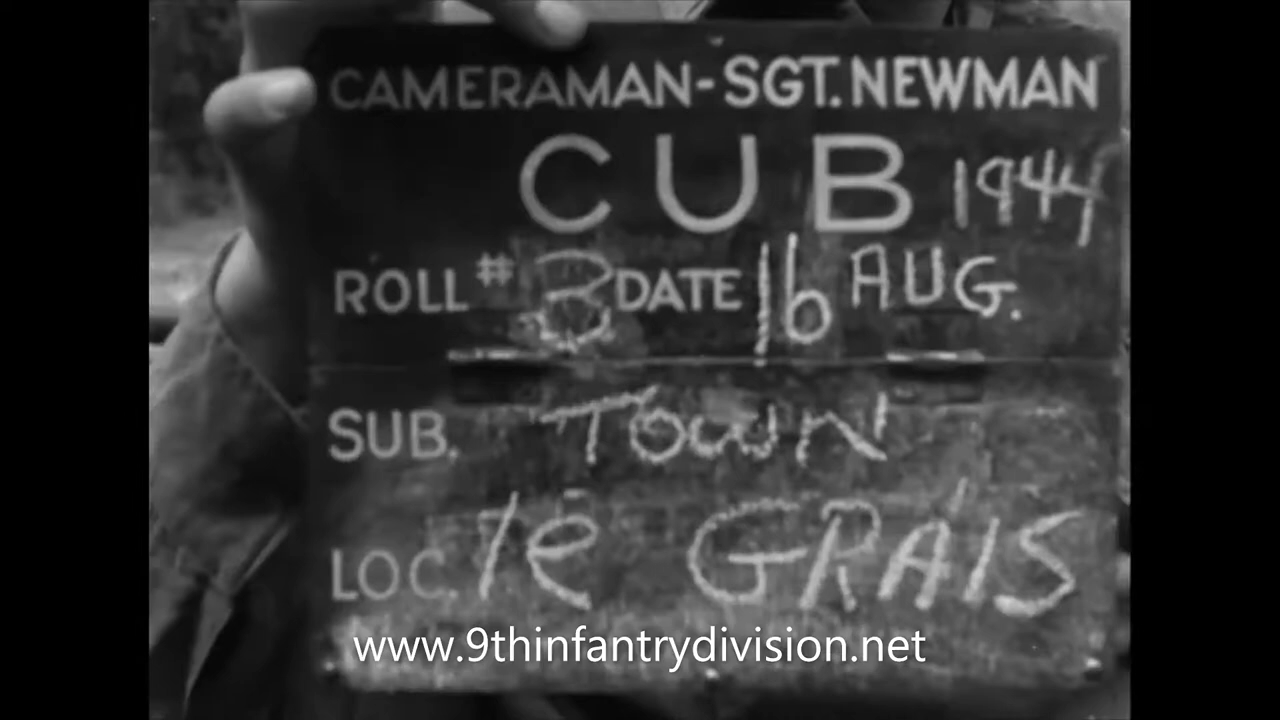 CAMERAMAN-SGT. NEWMAN
CUB 1944
ROLL #3 DATE 16 AUG.
SUB. TOWN
LOC. le GRAIS
www.9thinfantrydivision.net